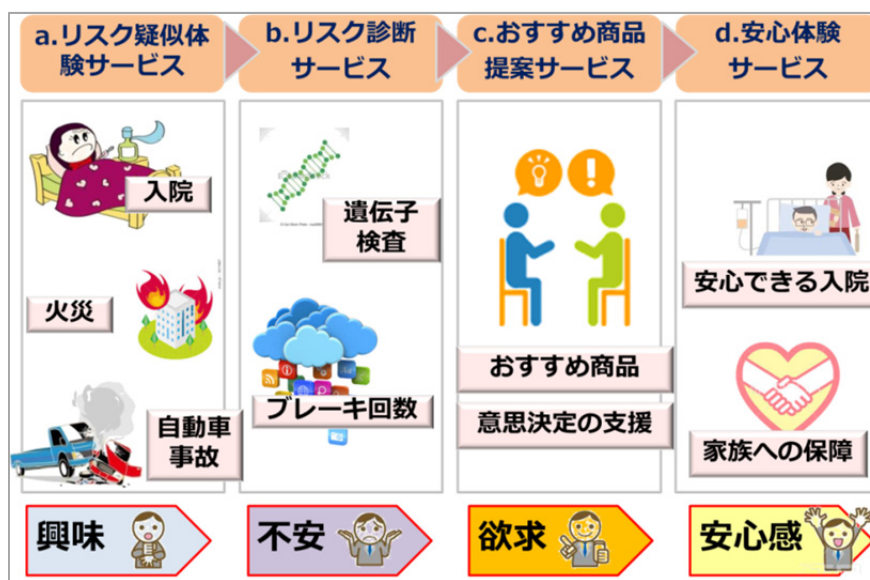 a.リスク疑似体
験サービス
b.リスク診断
サービス
c.おすすめ商品
提案サービス
d.安心体験
サービス
入院
火災
自動車
事故
遺伝子
検査
ブレーキ回数
おすすめ商品
意思決定の支援
安心できる入院
家族への保障
興味
不安
欲求
安心感